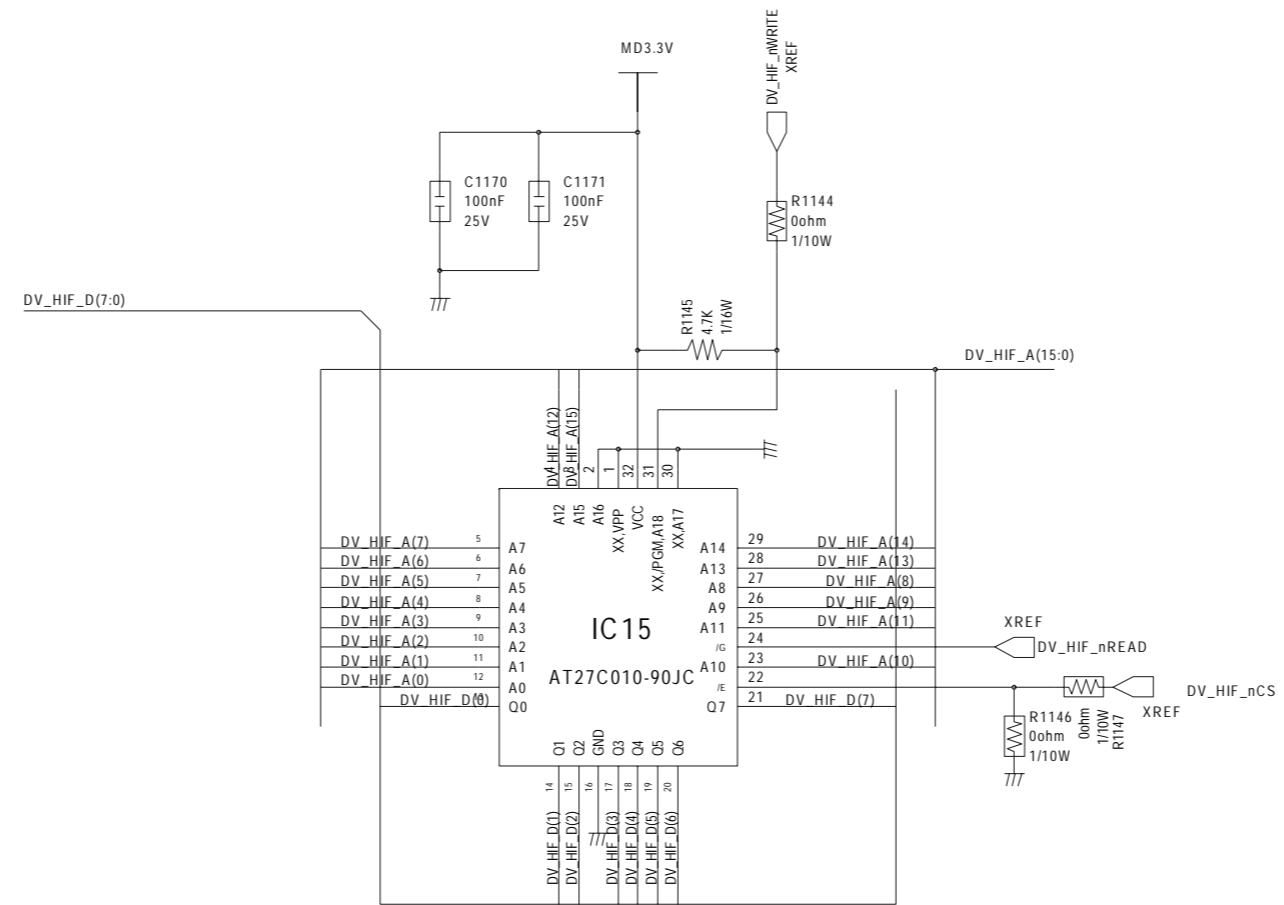 MD3.3V
DV_HIF_nWRITE
XREF
C1170
100nF
25V
C1171
100nF
25V
R1144
0ohm
1/10W
DV_HIF_D(7:0)
R1145
4.7K
1/16W
DV_HIF_A(15:0)
DV_HIF_A(12)
DV_HIF_A(15)
4
3
2
1
32
31
30
A12
A15
A16
XX,VPP
VCC
XX,/PGM,A18
XX,A17
DV_HIF_A(7) 5 A7
DV_HIF_A(6) 6 A6
DV_HIF_A(5) 7 A5
DV_HIF_A(4) 8 A4
DV_HIF_A(3) 9 A3
DV_HIF_A(2) 10 A2
DV_HIF_A(1) 11 A1
DV_HIF_A(0) 12 A0
DV_HIF_D(0) 13 Q0
A14 29 DV_HIF_A(14)
A13 28 DV_HIF_A(13)
A8 27 DV_HIF_A(8)
A9 26 DV_HIF_A(9)
A11 25 DV_HIF_A(11)
/G 24
A10 23 DV_HIF_A(10)
/E 22
Q7 21 DV_HIF_D(7)
IC15
AT27C010-90JC
XREF
DV_HIF_nREAD
DV_HIF_nCS
XREF
R1146
0ohm
1/10W
0ohm
1/10W
R1147
Q1
Q2
GND
Q3
Q4
Q5
Q6
14
15
16
17
18
19
20
DV_HIF_D(1)
DV_HIF_D(2)
DV_HIF_D(3)
DV_HIF_D(4)
DV_HIF_D(5)
DV_HIF_D(6)